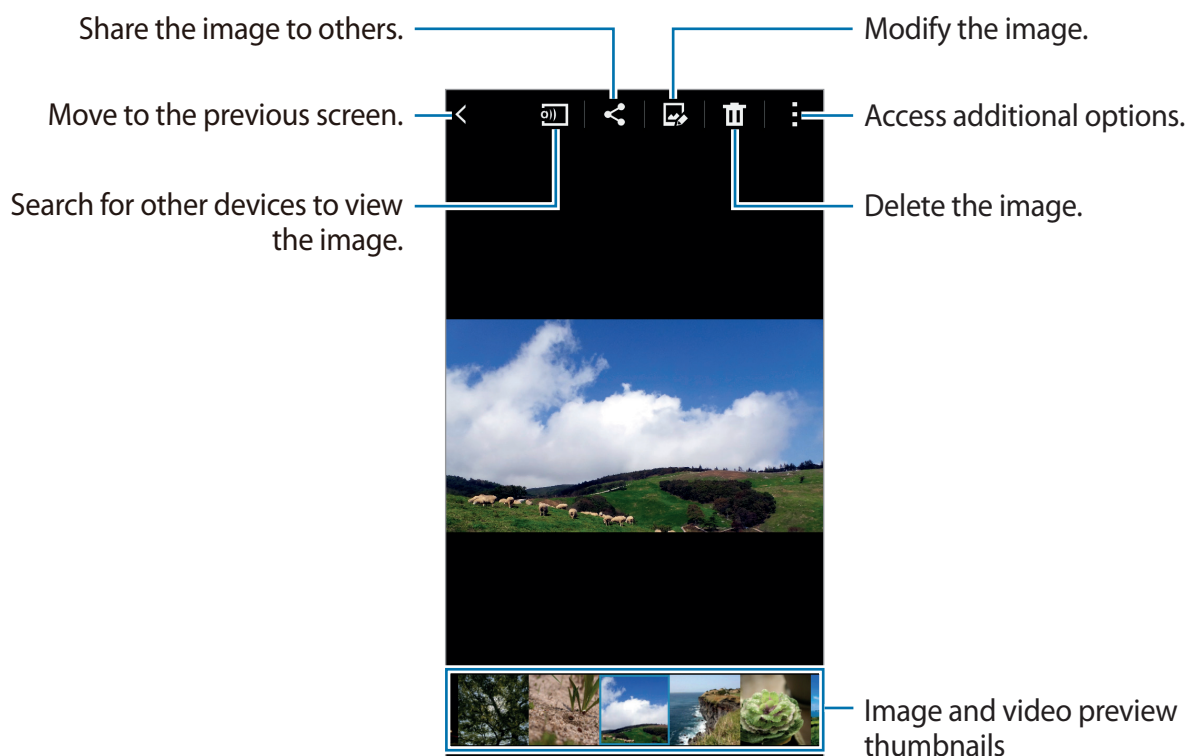 Share the image to others.
Modify the image.
Move to the previous screen.
Access additional options.
Search for other devices to view
the image.
Delete the image.
Image and video preview
thumbnails